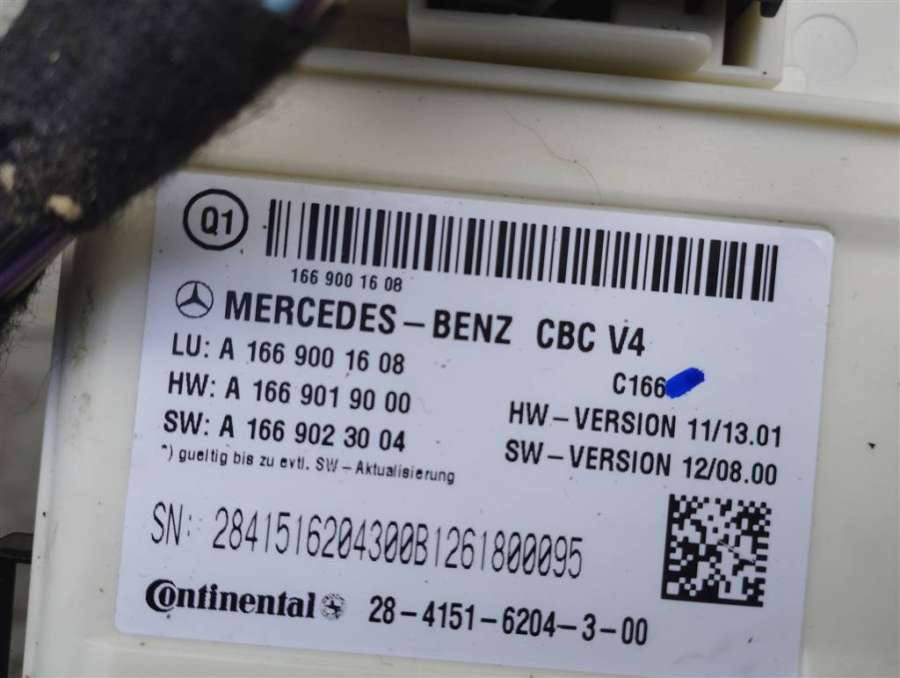 Q1
166 900 16 08
MERCEDES-BENZ CBC V4
LU: A 166 900 16 08
C166
HW: A 166 901 90 00
HW-VERSION 11/13.01
SW: A 166 902 30 04
SW-VERSION 12/08.00
*) gueltig bis zu evtl. SW-Aktualisierung
SN: 2841516204300B1261800095
Continental
28-4151-6204-3-00